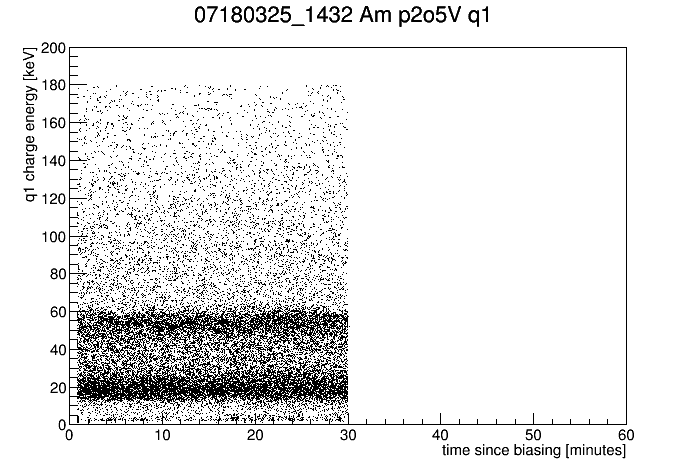 07180325_1432 Am p2o5V q1
q1 charge energy [keV]
200
180
160
140
120
100
80
60
40
20
0
0 10 20 30 40 50 60
time since biasing [minutes]